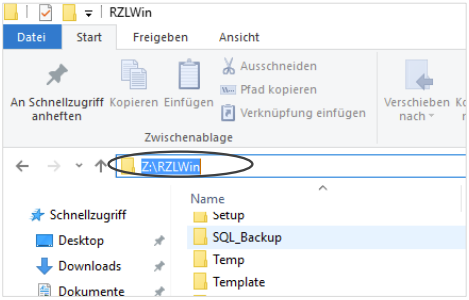 RZLWin
Datei Start Freigeben Ansicht
An Schnellzugriff anheften
Kopieren
Einfügen
Ausschneiden
Pfad kopieren
Verknüpfung einfügen
Verschieben nach
Zwischenablage
Z:\RZLWin
Schnellzugriff
Desktop
Downloads
Dokumente
Name
Setup
SQL_Backup
Temp
Template